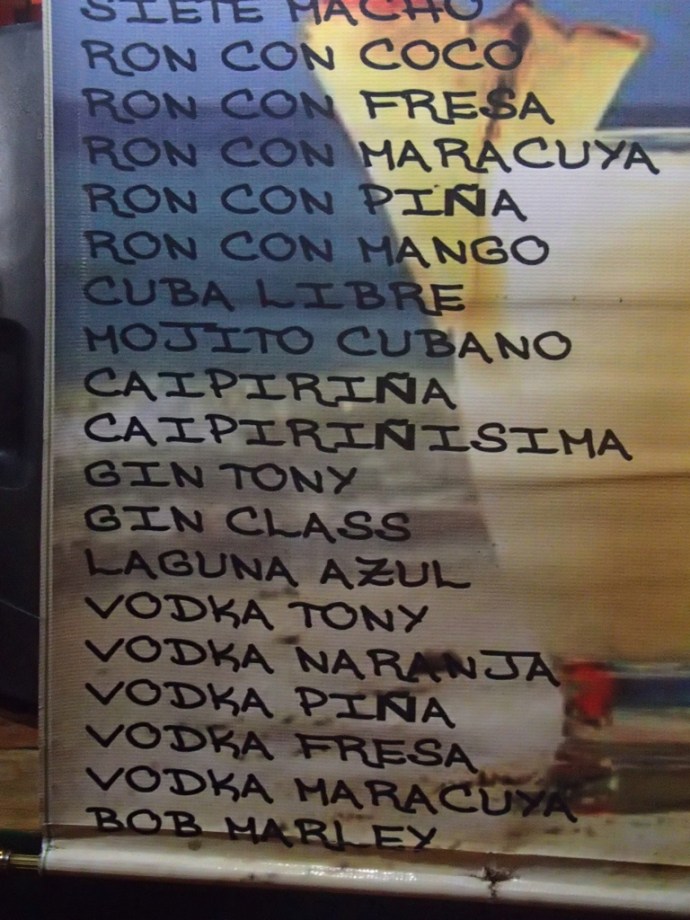 SIETE MACHO
RON CON COCO
RON CON FRESA
RON CON MARACUYA
RON CON PIÑA
RON CON MANGO
CUBA LIBRE
MOJITO CUBANO
CAIPIRIÑA
CAIPIRIÑISIMA
GIN TONY
GIN CLASS
LAGUNA AZUL
VODKA TONY
VODKA NARANJA
VODKA PIÑA
VODKA FRESA
VODKA MARACUYA
BOB MARLEY